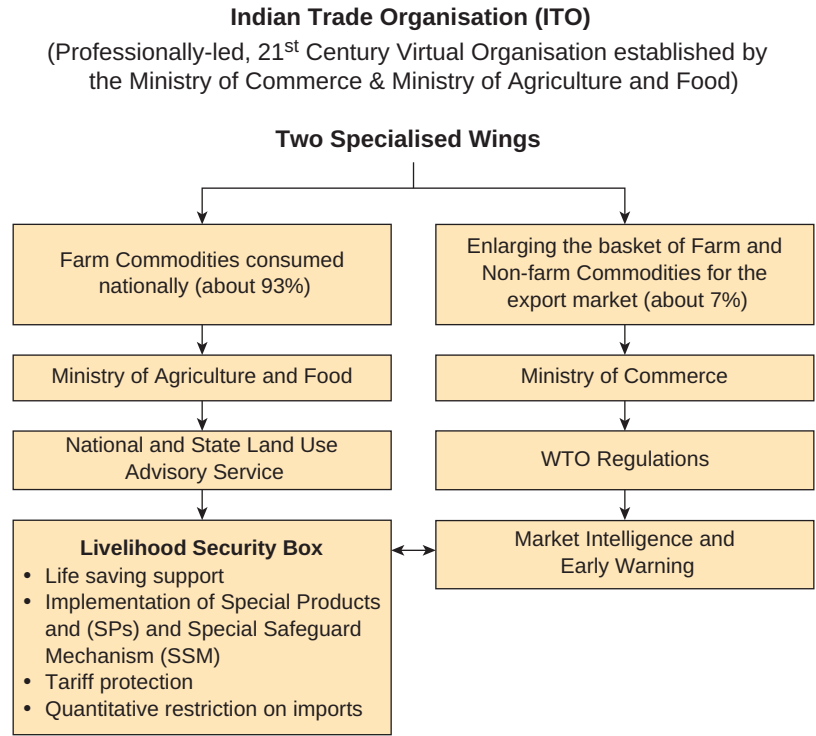 Indian Trade Organisation (ITO)
(Professionally-led, 21st Century Virtual Organisation established by
the Ministry of Commerce & Ministry of Agriculture and Food)
Two Specialised Wings
Farm Commodities consumed
nationally (about 93%)
Ministry of Agriculture and Food
National and State Land Use
Advisory Service
Livelihood Security Box
• Life saving support
• Implementation of Special Products
and (SPs) and Special Safeguard
Mechanism (SSM)
• Tariff protection
• Quantitative restriction on imports
Enlarging the basket of Farm and
Non-farm Commodities for the
export market (about 7%)
Ministry of Commerce
WTO Regulations
Market Intelligence and
Early Warning